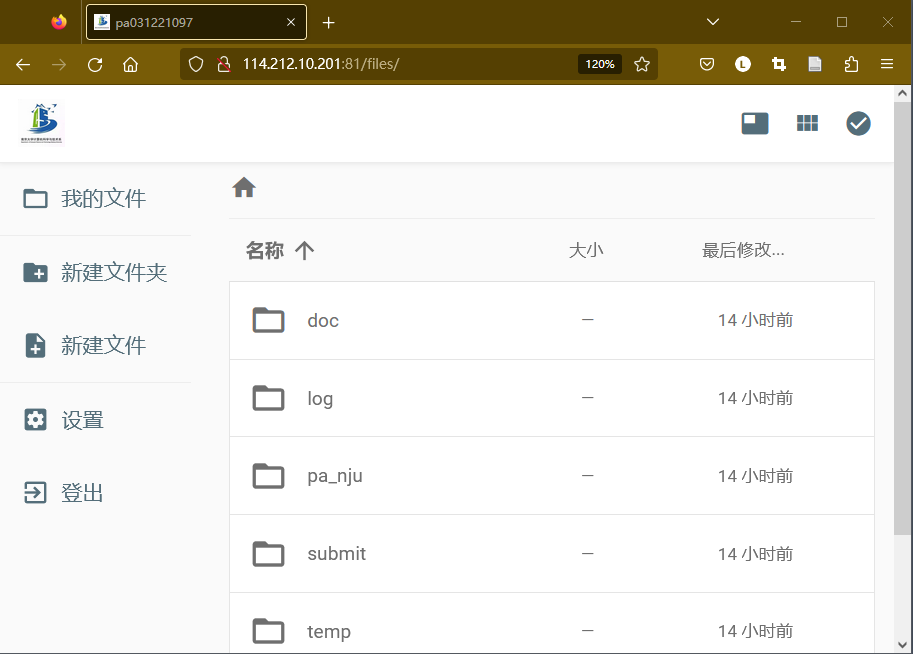 pa031221097
114.212.10.201:81/files/
120%
L
我的文件
新建文件夹
新建文件
设置
登出
名称 大小 最后修改...
doc — 14 小时前
log — 14 小时前
pa_nju — 14 小时前
submit — 14 小时前
temp — 14 小时前